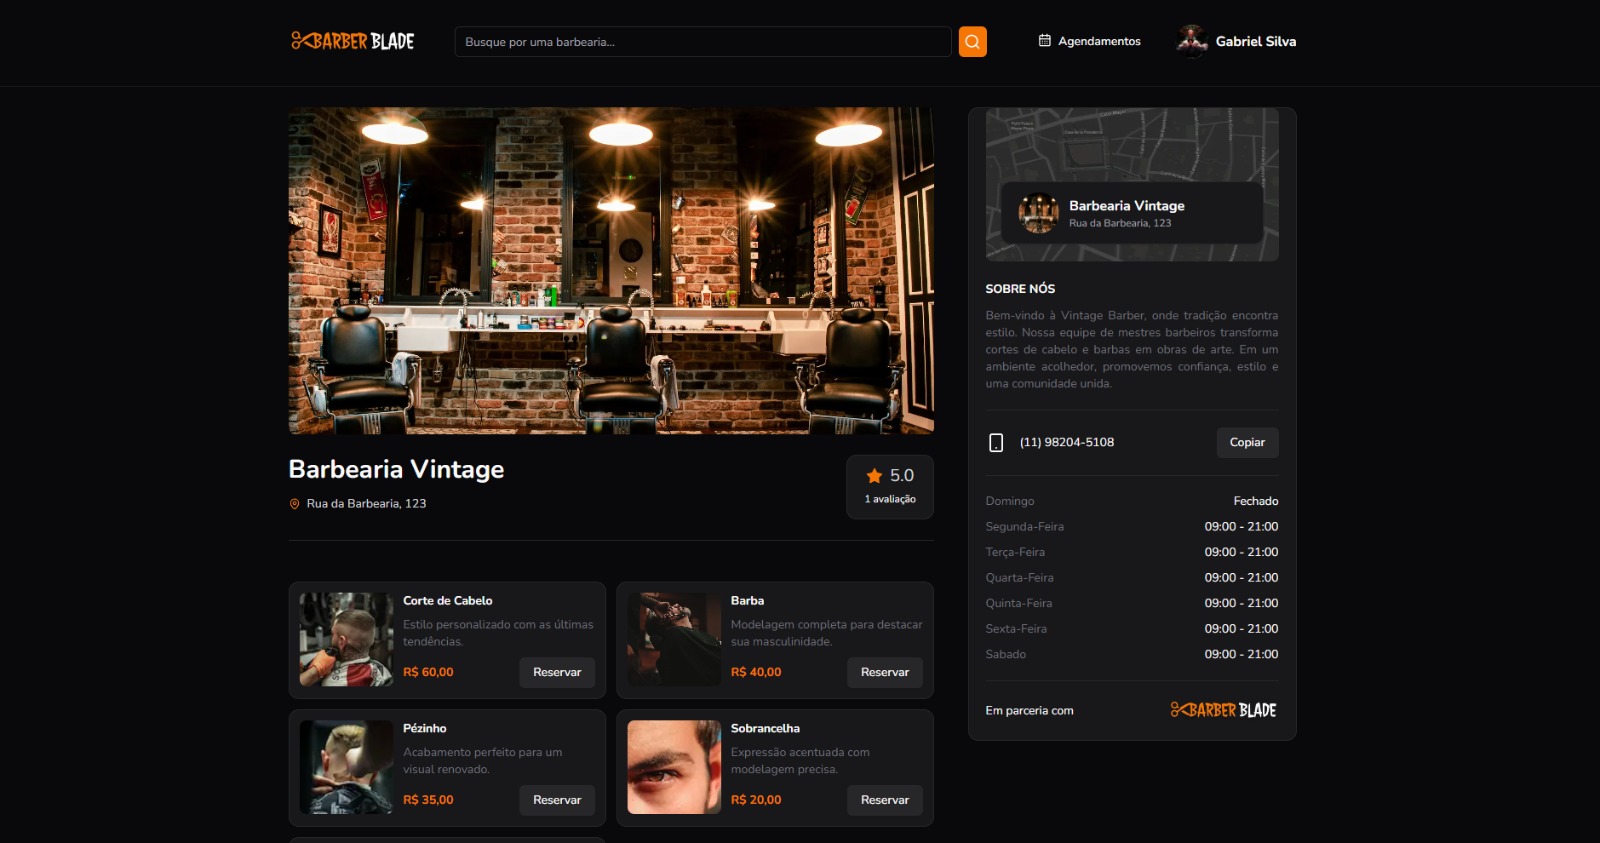 BARBER BLADE
Busque por uma barbearia...
Agendamentos
Gabriel Silva
Barbearia Vintage
Rua da Barbearia, 123
5.0
1 avaliação
Corte de Cabelo
Estilo personalizado com as últimas
tendências.
R$ 60,00
Reservar
Barba
Modelagem completa para destacar
sua masculinidade.
R$ 40,00
Reservar
Pézinho
Acabamento perfeito para um
visual renovado.
R$ 35,00
Reservar
Sobrancelha
Expressão acentuada com
modelagem precisa.
R$ 20,00
Reservar
Barbearia Vintage
Rua da Barbearia, 123
SOBRE NÓS
Bem-vindo à Vintage Barber, onde tradição encontra
estilo. Nossa equipe de mestres barbeiros transforma
cortes de cabelo e barbas em obras de arte. Em um
ambiente acolhedor, promovemos confiança, estilo e
uma comunidade unida.
(11) 98204-5108
Copiar
Domingo Fechado
Segunda-Feira 09:00 - 21:00
Terça-Feira 09:00 - 21:00
Quarta-Feira 09:00 - 21:00
Quinta-Feira 09:00 - 21:00
Sexta-Feira 09:00 - 21:00
Sabado 09:00 - 21:00
Em parceria com
BARBER BLADE